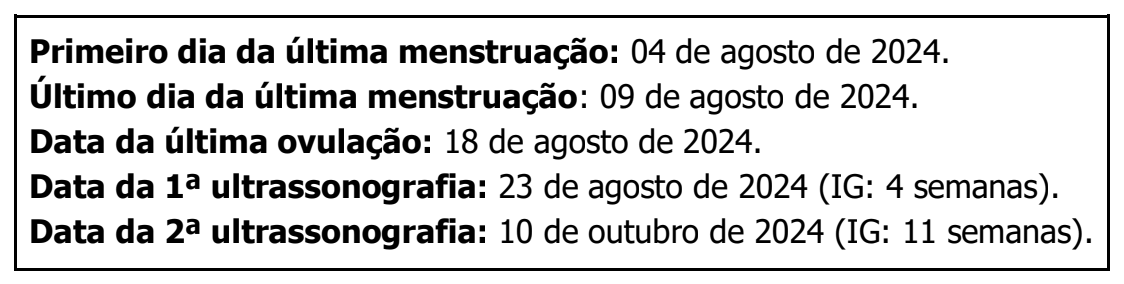 Primeiro dia da última menstruação: 04 de agosto de 2024.
Último dia da última menstruação: 09 de agosto de 2024.
Data da última ovulação: 18 de agosto de 2024.
Data da 1ª ultrassonografia: 23 de agosto de 2024 (IG: 4 semanas).
Data da 2ª ultrassonografia: 10 de outubro de 2024 (IG: 11 semanas).